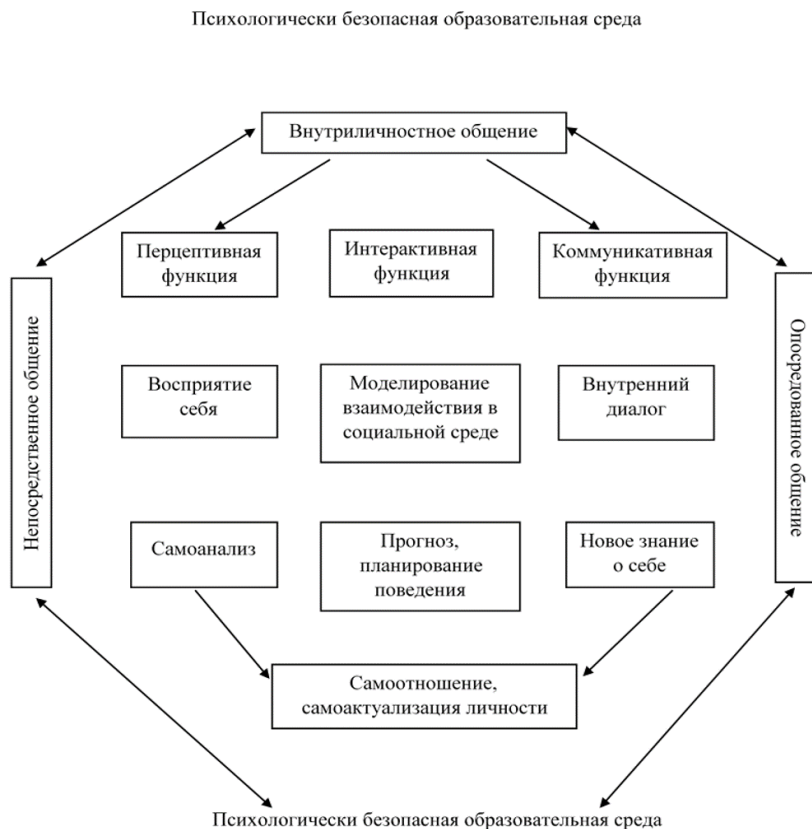 Психологически безопасная образовательная среда
Внутриличностное общение
Перцептивная
функция
Интерактивная
функция
Коммуникативная
функция
Непосредственное общение
Опосредованное общение
Восприятие
себя
Моделирование
взаимодействия в
социальной среде
Внутренний
диалог
Самоанализ
Прогноз,
планирование
поведения
Новое знание
о себе
Самоотношение,
самоактуализация личности
Психологически безопасная образовательная среда